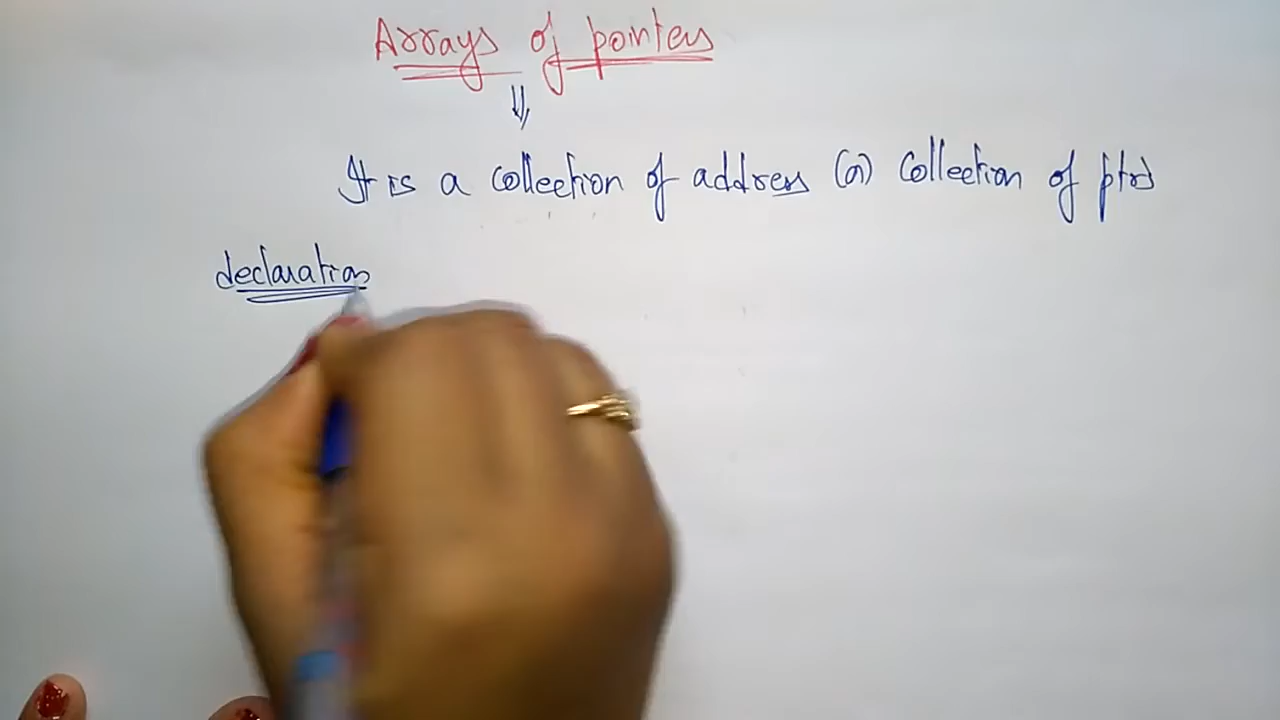 Arrays of pointers
It is a collection of address (or) collection of ptrs
declaration